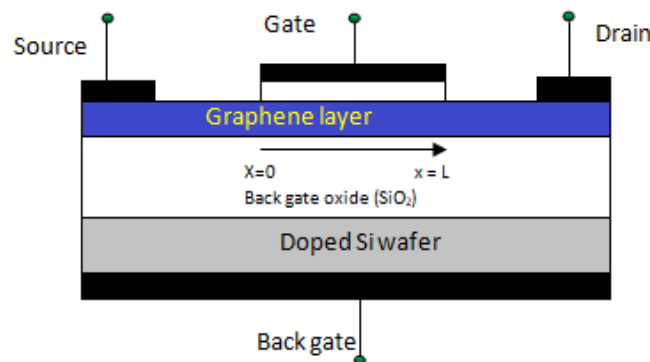 Gate
Source
Drain
Graphene layer
X=0
x = L
Back gate oxide (SiO₂)
Doped Si wafer
Back gate